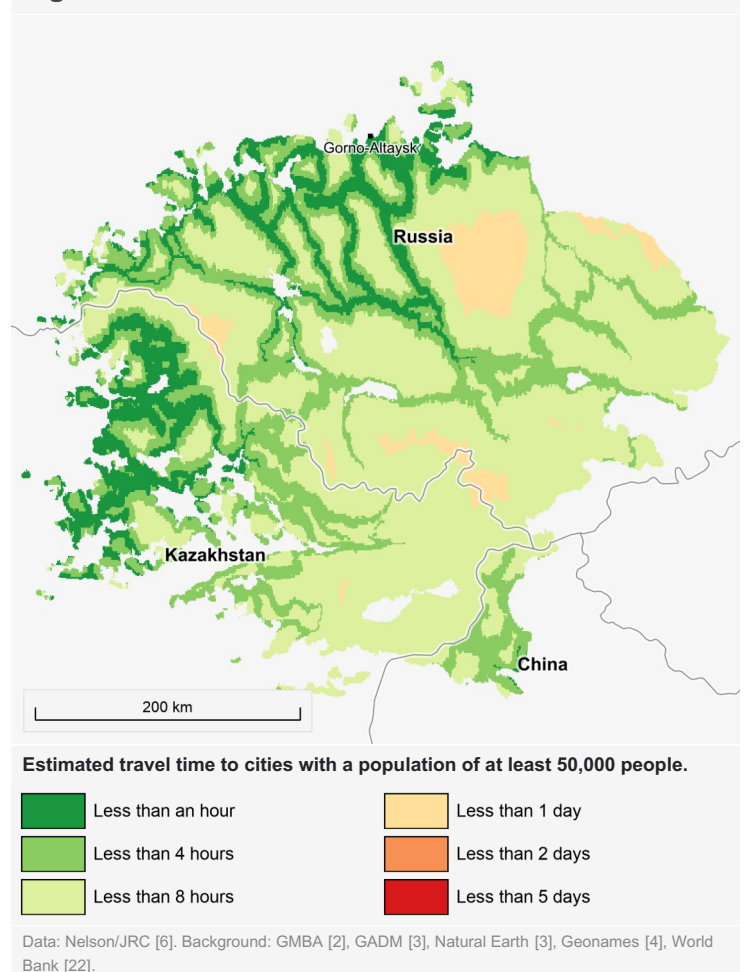 Gorno-Altaysk
Russia
Kazakhstan
China
200 km
Estimated travel time to cities with a population of at least 50,000 people.
Less than an hour
Less than 1 day
Less than 4 hours
Less than 2 days
Less than 8 hours
Less than 5 days
Data: Nelson/JRC [6]. Background: GMBA [2], GADM [3], Natural Earth [3], Geonames [4], World
Bank [22].